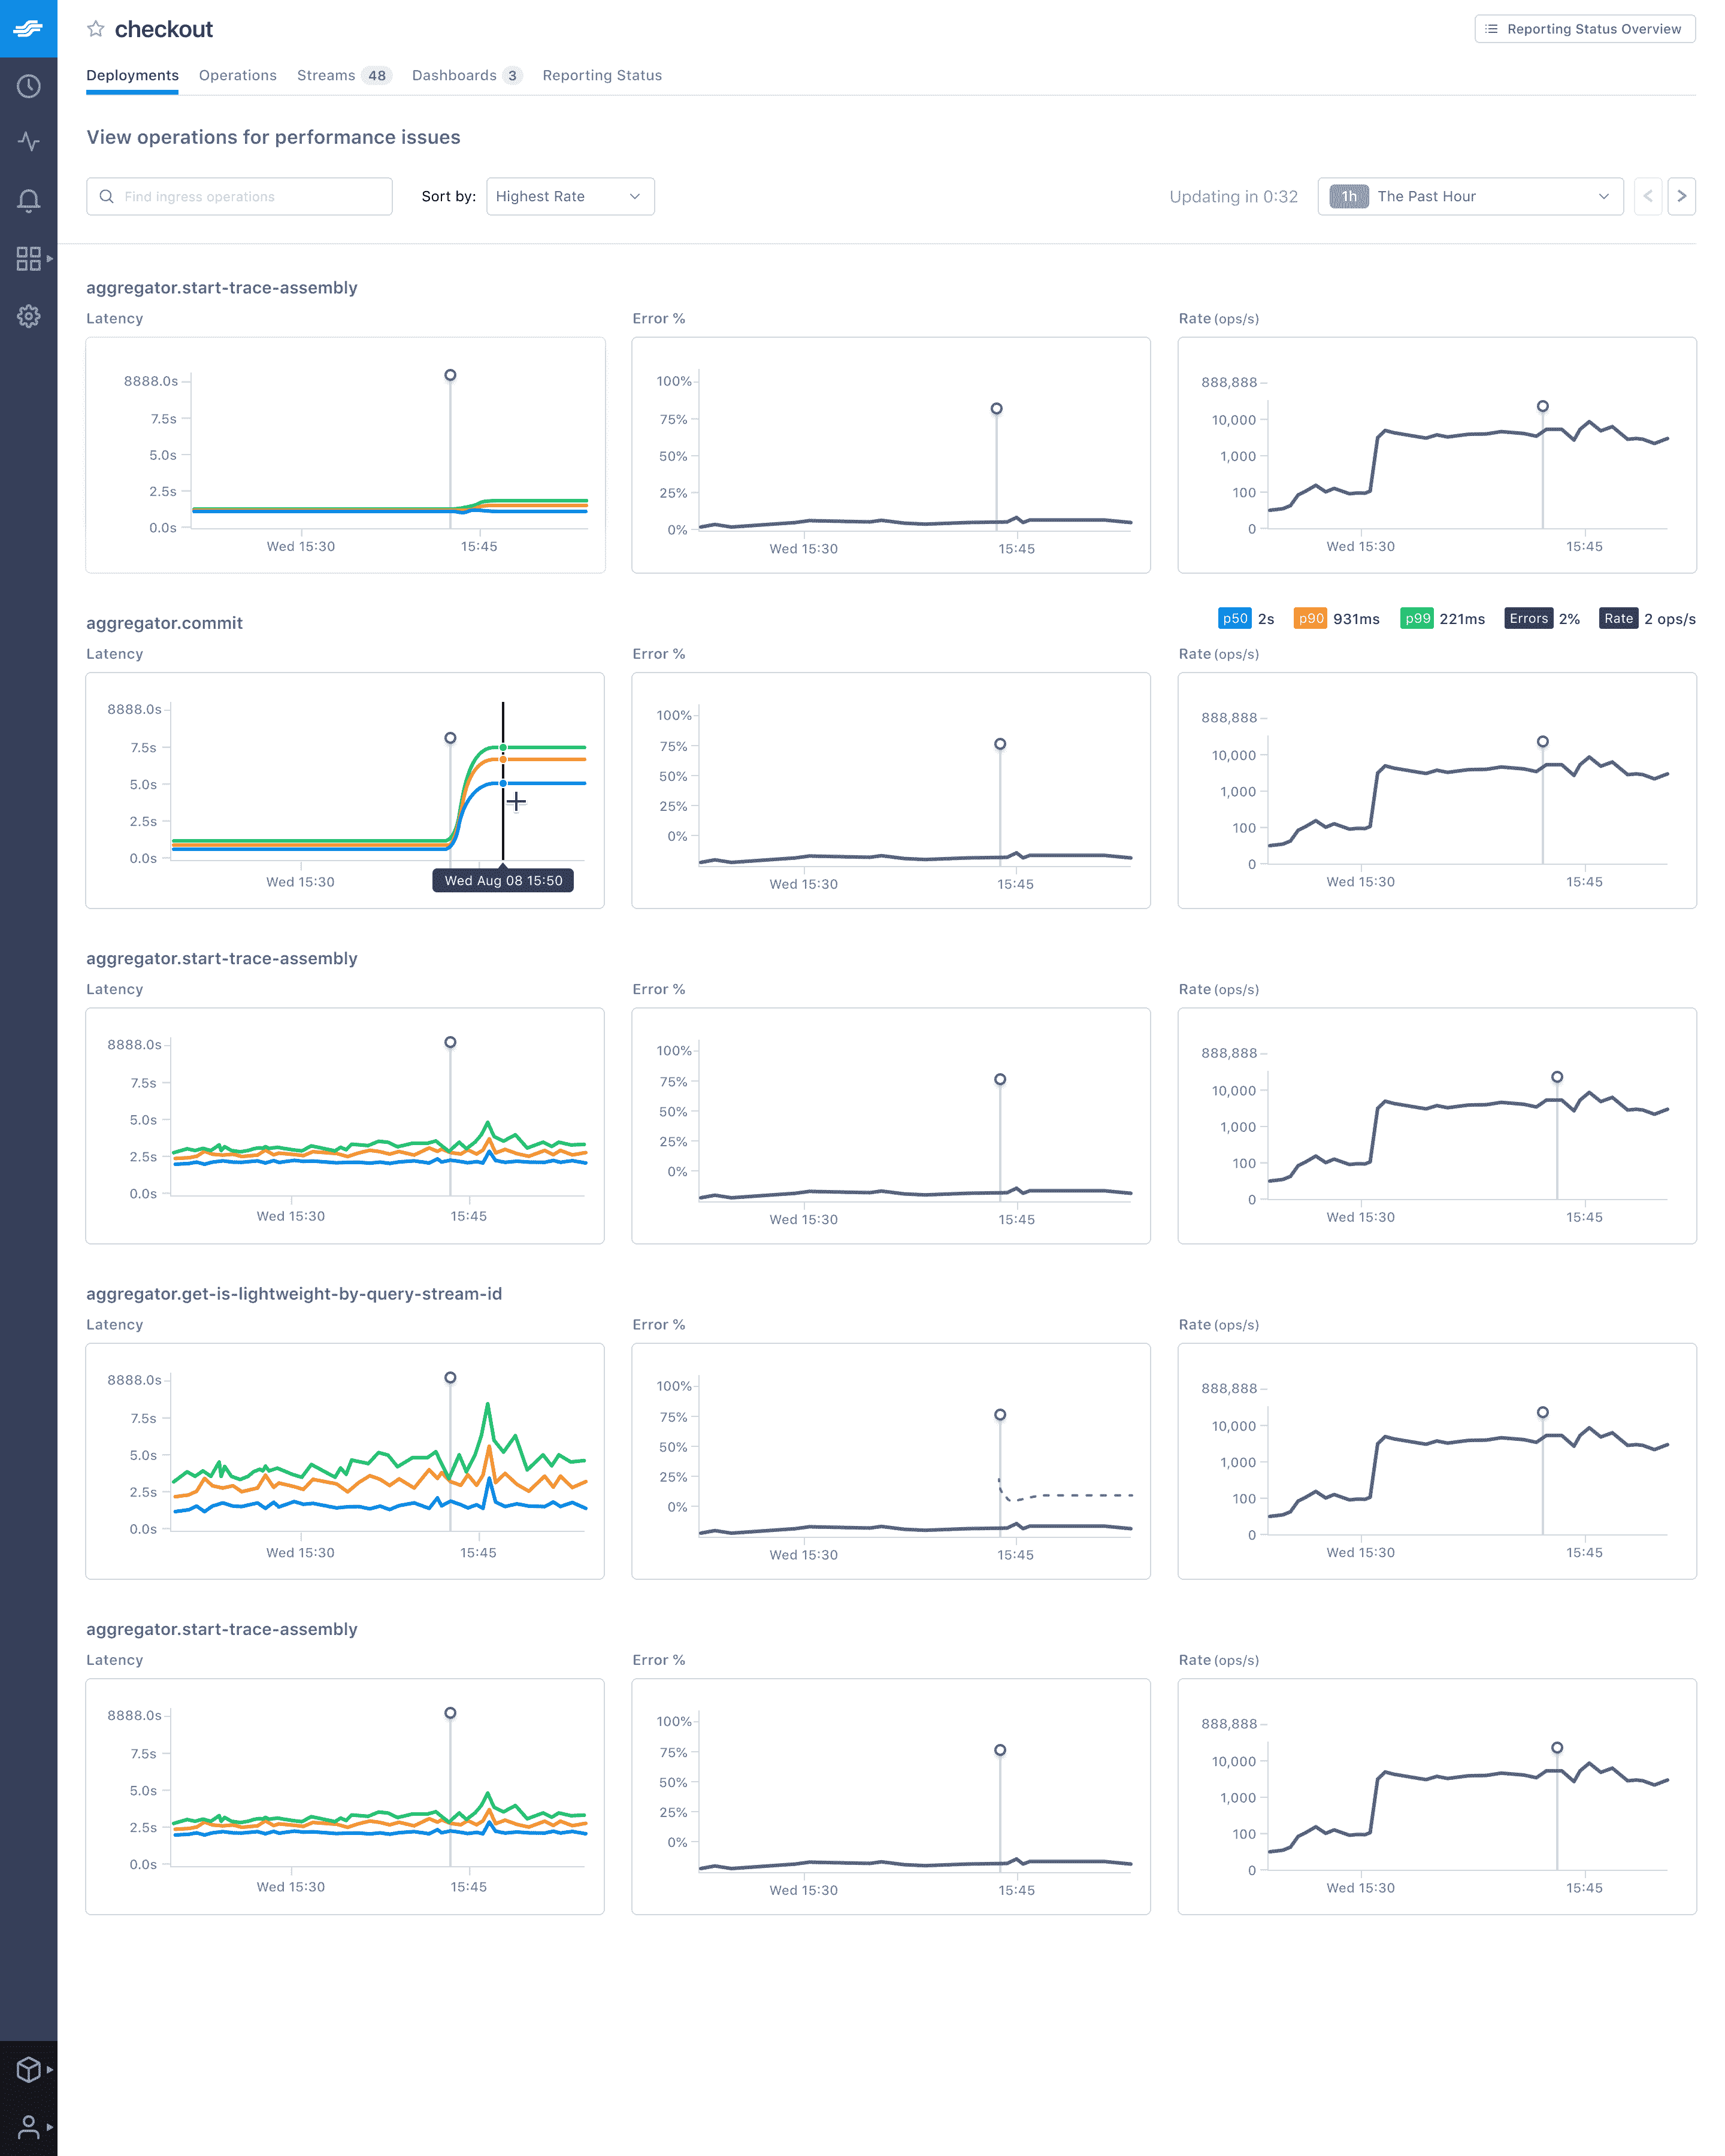 checkout
Reporting Status Overview
Deployments Operations Streams 48 Dashboards 3 Reporting Status
View operations for performance issues
Find ingress operations Sort by: Highest Rate Updating in 0:32 1h The Past Hour
aggregator.start-trace-assembly
Latency
8888.0s
7.5s
5.0s
2.5s
0.0s
Wed 15:30 15:45
Error %
100%
75%
50%
25%
0%
Wed 15:30 15:45
Rate (ops/s)
888,888
10,000
1,000
100
0
Wed 15:30 15:45
aggregator.commit
p50 2s p90 931ms p99 221ms Errors 2% Rate 2 ops/s
Latency
8888.0s
7.5s
5.0s
2.5s
0.0s
Wed 15:30 Wed Aug 08 15:50
Error %
100%
75%
50%
25%
0%
Wed 15:30 15:45
Rate (ops/s)
888,888
10,000
1,000
100
0
Wed 15:30 15:45
aggregator.start-trace-assembly
Latency
8888.0s
7.5s
5.0s
2.5s
0.0s
Wed 15:30 15:45
Error %
100%
75%
50%
25%
0%
Wed 15:30 15:45
Rate (ops/s)
888,888
10,000
1,000
100
0
Wed 15:30 15:45
aggregator.get-is-lightweight-by-query-stream-id
Latency
8888.0s
7.5s
5.0s
2.5s
0.0s
Wed 15:30 15:45
Error %
100%
75%
50%
25%
0%
Wed 15:30 15:45
Rate (ops/s)
888,888
10,000
1,000
100
0
Wed 15:30 15:45
aggregator.start-trace-assembly
Latency
8888.0s
7.5s
5.0s
2.5s
0.0s
Wed 15:30 15:45
Error %
100%
75%
50%
25%
0%
Wed 15:30 15:45
Rate (ops/s)
888,888
10,000
1,000
100
0
Wed 15:30 15:45